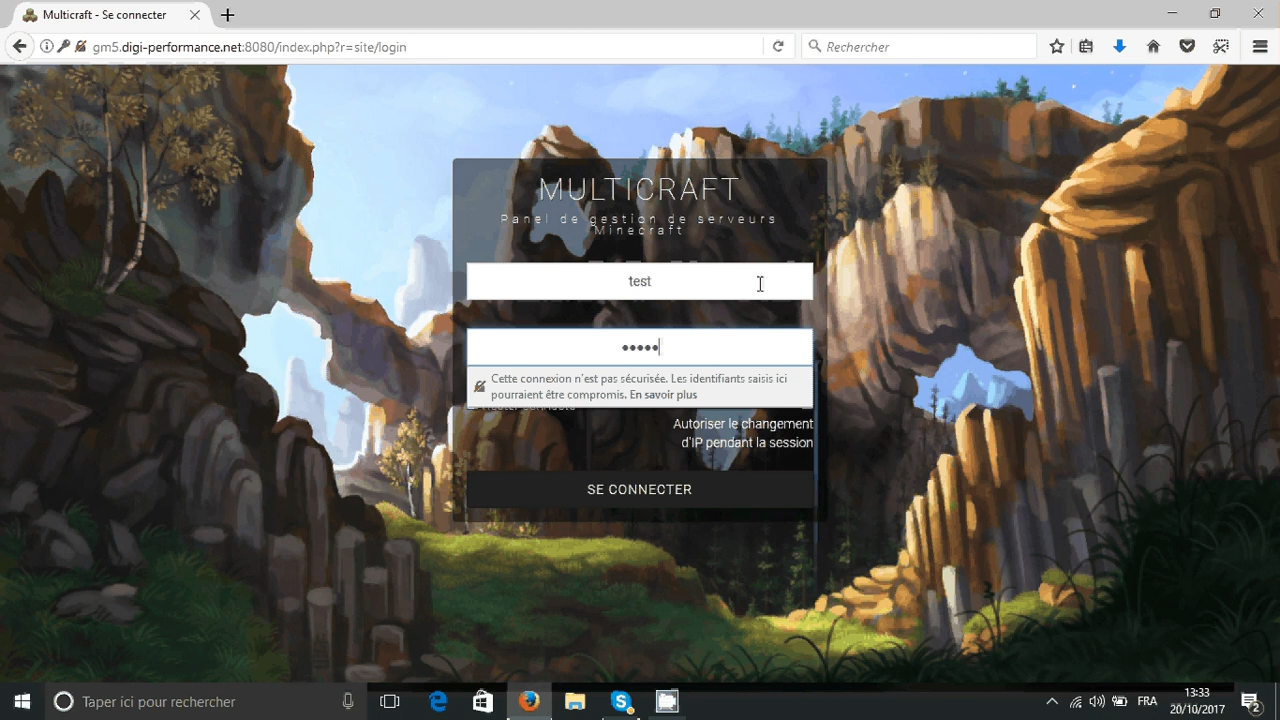 Multicraft - Se connecter
gm5.digi-performance.net:8080/index.php?r=site/login
Rechercher
MULTICRAFT
Panel de gestion de serveurs
Minecraft
test
•••••
Cette connexion n'est pas sécurisée. Les identifiants saisis ici
pourraient être compromis. En savoir plus
Autoriser le changement
d'IP pendant la session
SE CONNECTER
Taper ici pour rechercher
FRA
13:33
20/10/2017
2